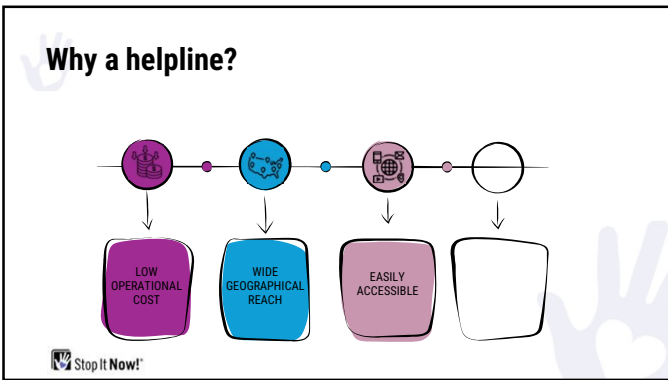 Why a helpline?
LOW
OPERATIONAL
COST
WIDE
GEOGRAPHICAL
REACH
EASILY
ACCESSIBLE
Stop It Now!®